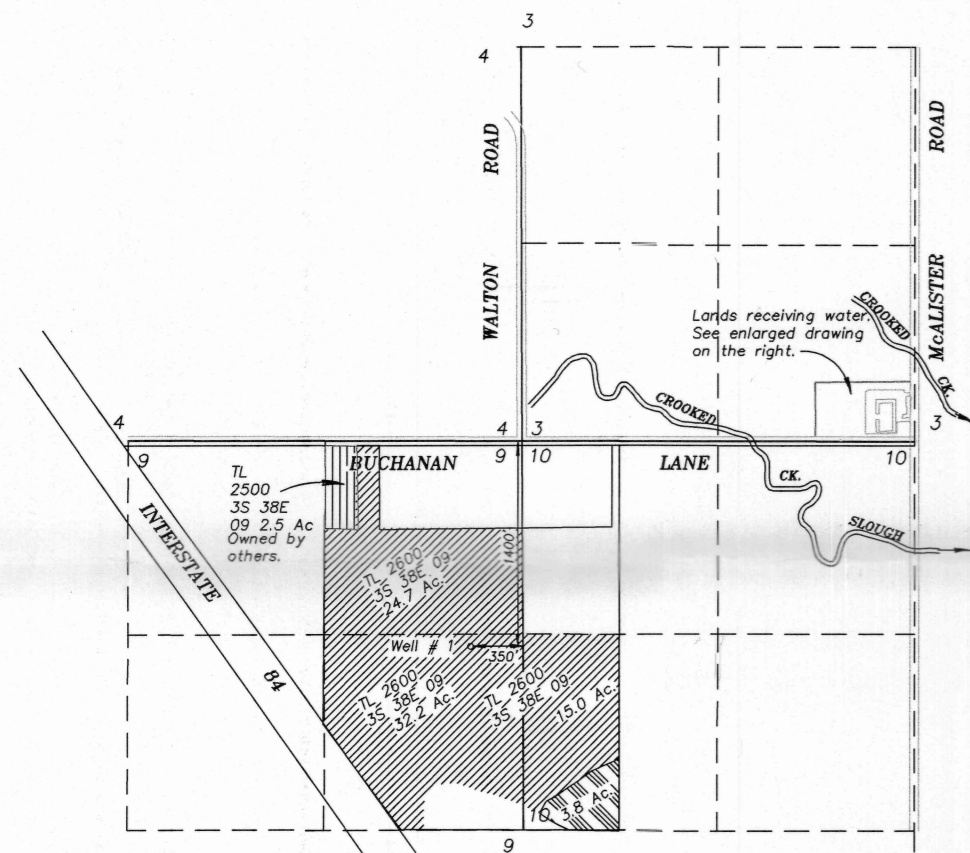 3
4
WALTON ROAD
McALISTER ROAD
Lands receiving water.
See enlarged drawing
on the right.
CROOKED
CK.
CROOKED
CK.
SLOUGH
4
9
4
3
9
10
3
10
BUCHANAN LANE
TL
2500
3S 38E
09 2.5 Ac
Owned by
others.
INTERSTATE
84
1400'
TL 2600
3S 38E 09
24.7 Ac.
Well # 1
350'
TL 2600
3S 38E 09
32.2 Ac.
TL 2600
3S 38E 09
15.0 Ac.
3.8 Ac.
10
9